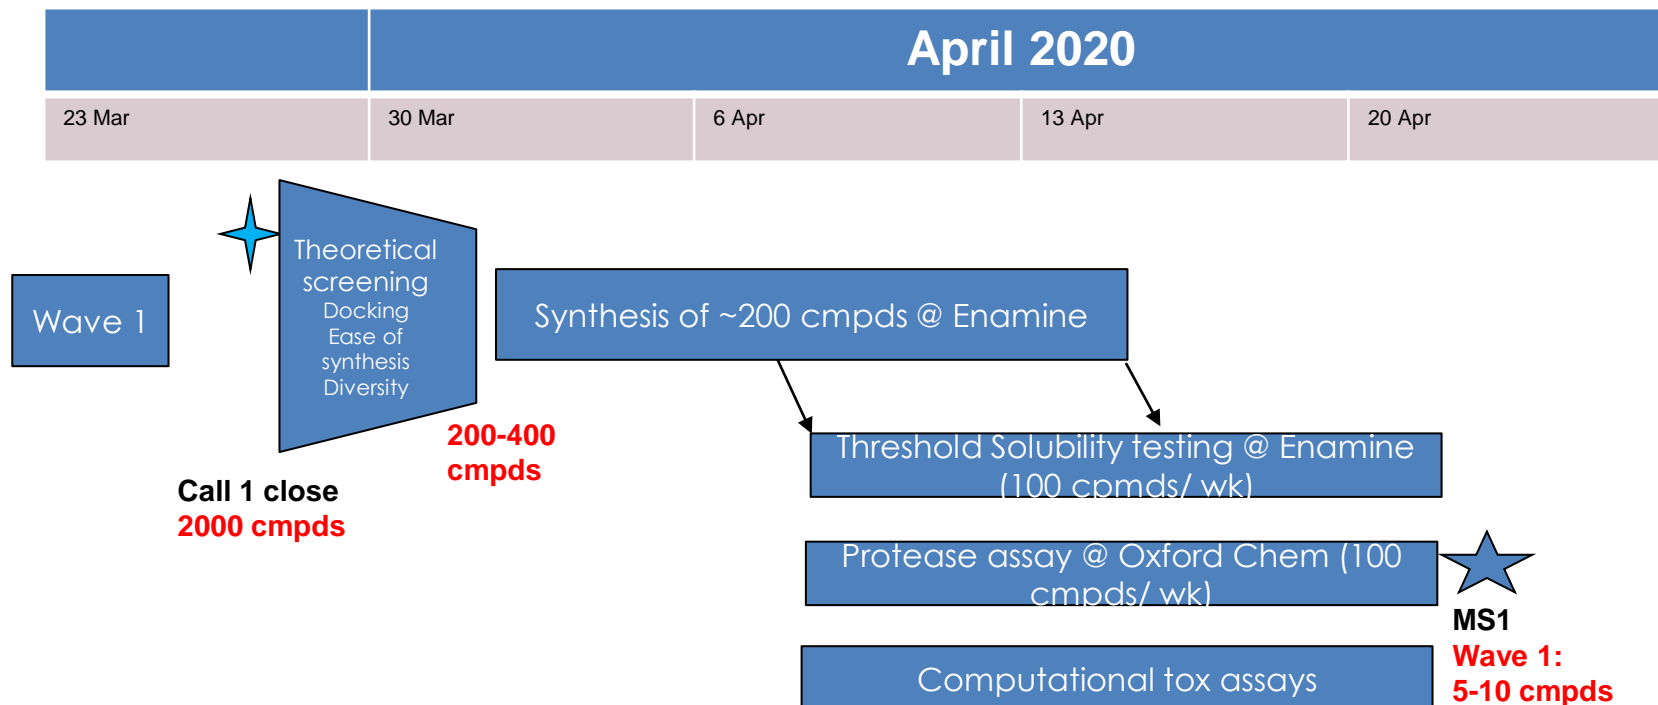 April 2020
23 Mar
30 Mar
6 Apr
13 Apr
20 Apr
Wave 1
Theoretical
screening
Docking
Ease of
synthesis
Diversity
Call 1 close
2000 cmpds
200-400
cmpds
Synthesis of ~200 cmpds @ Enamine
Threshold Solubility testing @ Enamine
(100 cpmds/ wk)
Protease assay @ Oxford Chem (100
cmpds/ wk)
Computational tox assays
MS1
Wave 1:
5-10 cmpds